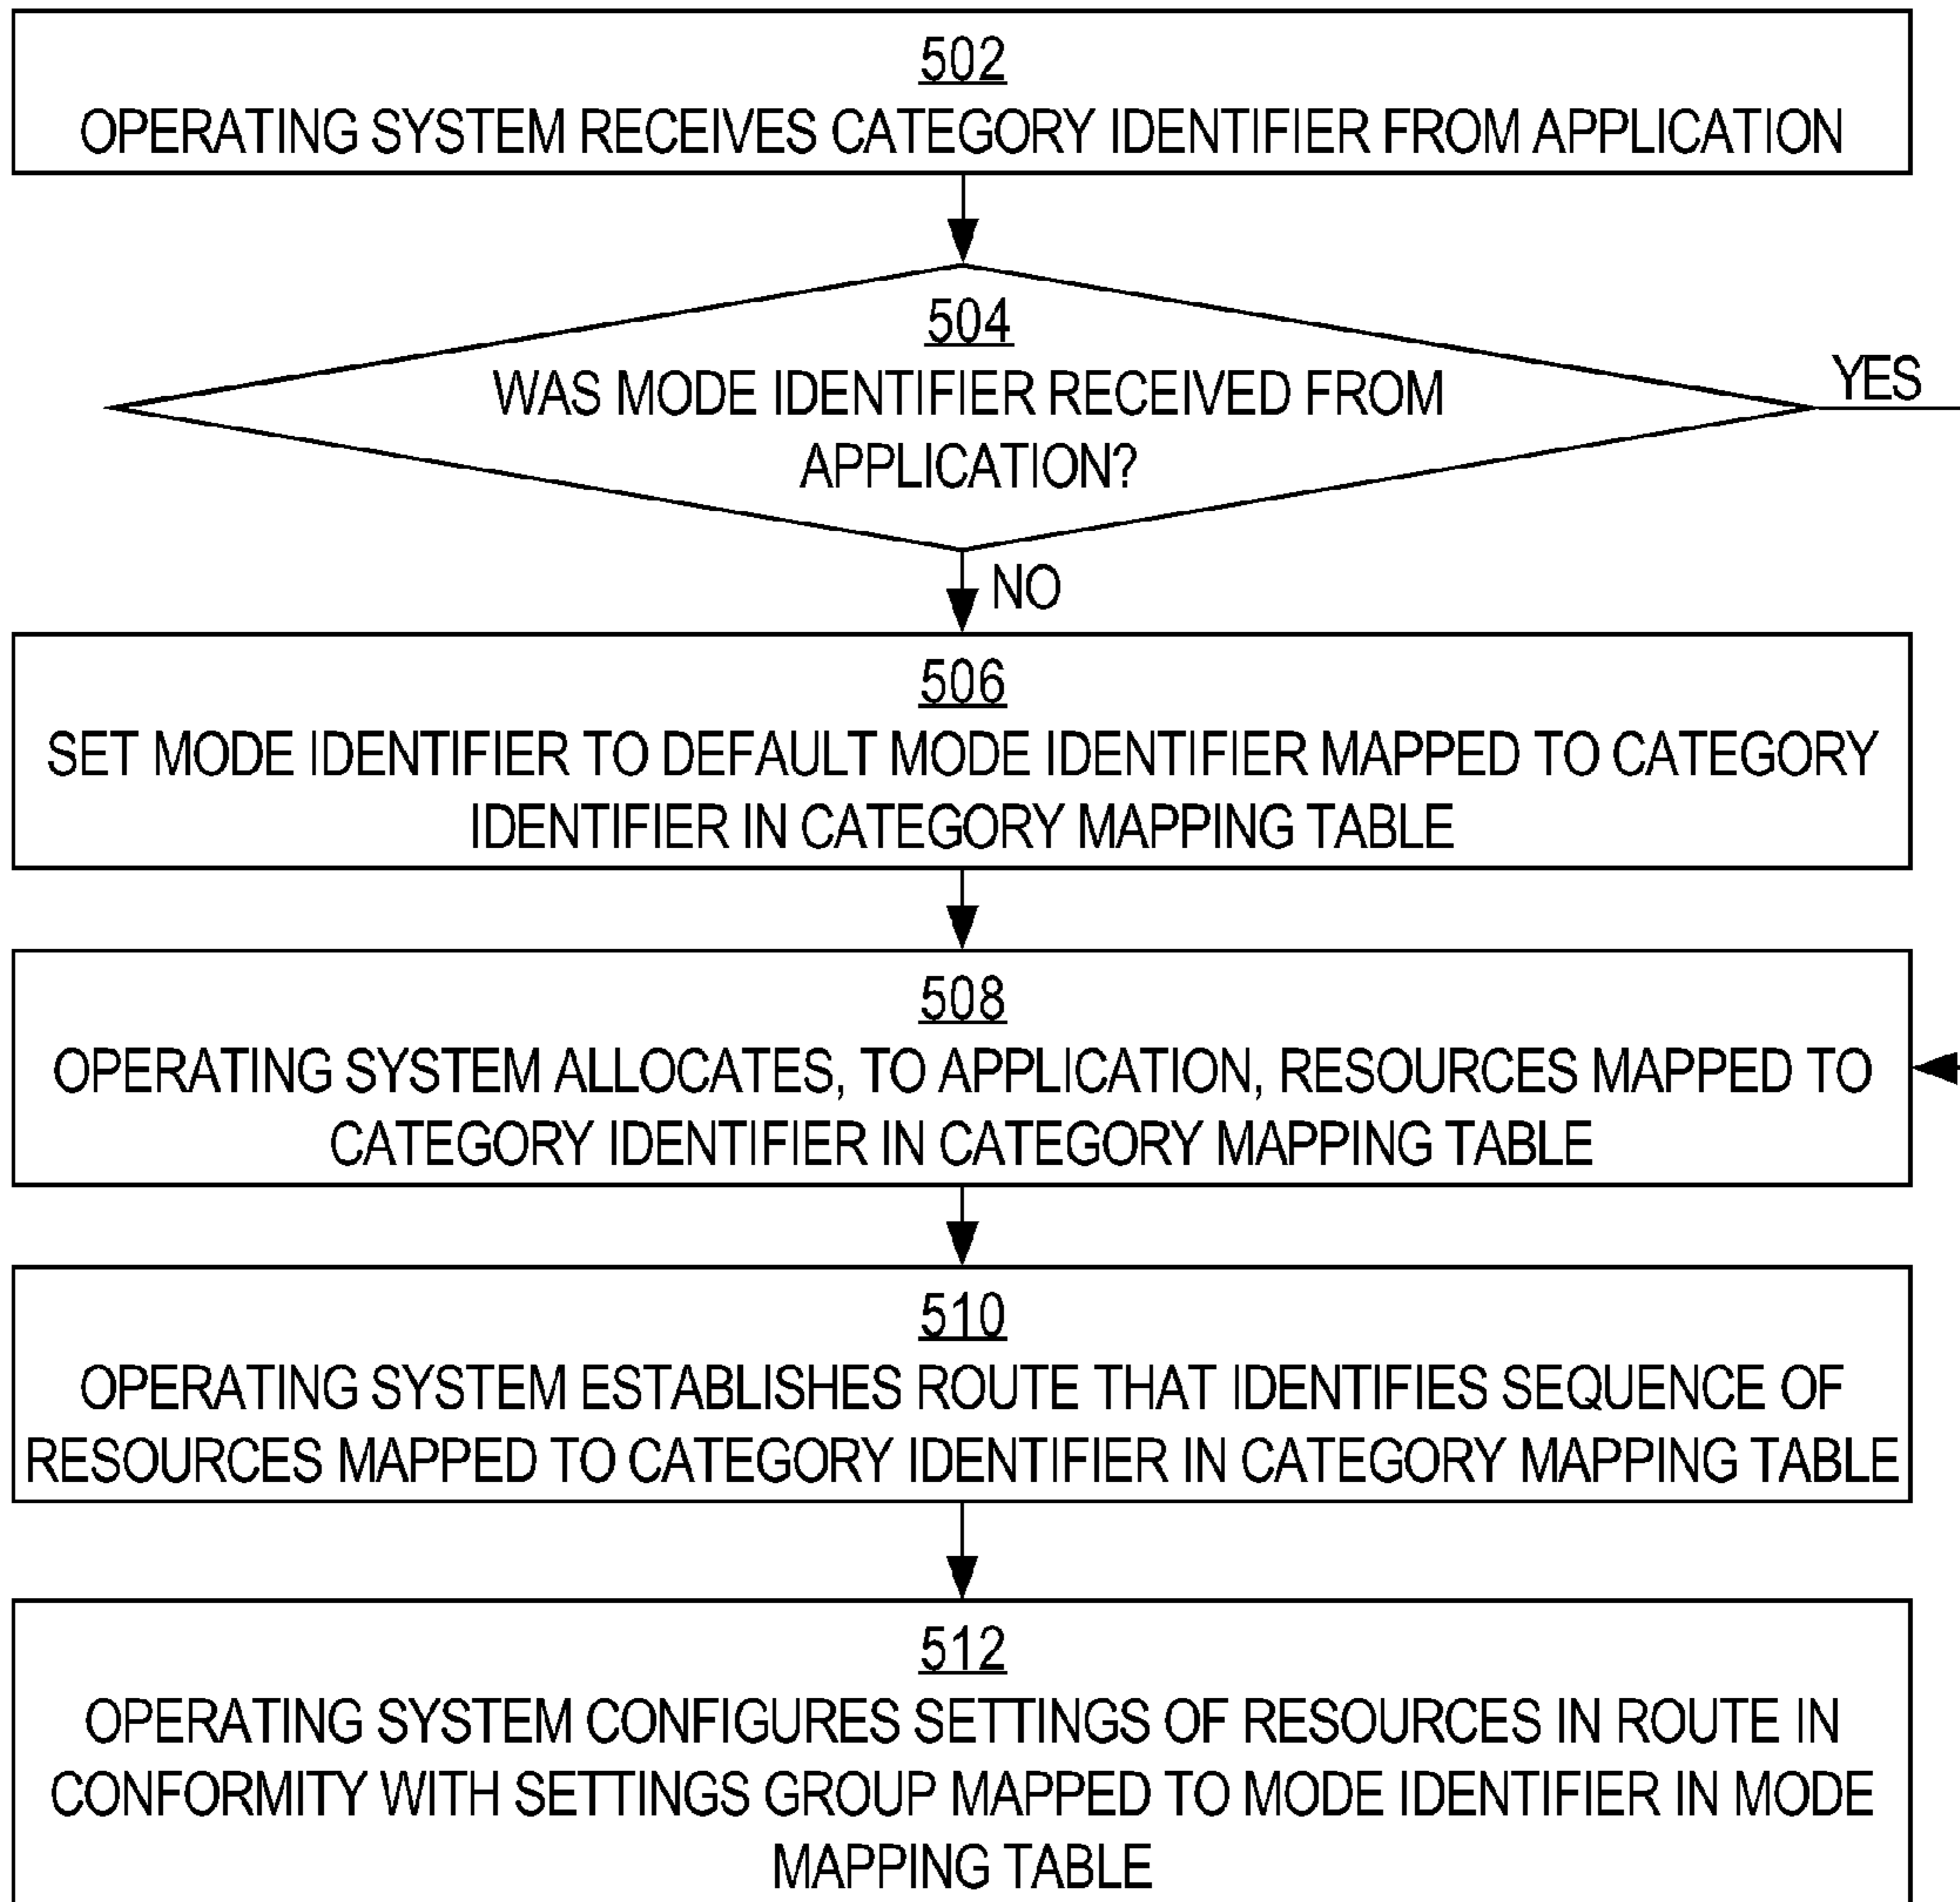 502
OPERATING SYSTEM RECEIVES CATEGORY IDENTIFIER FROM APPLICATION
504
WAS MODE IDENTIFIER RECEIVED FROM
APPLICATION?
YES
NO
506
SET MODE IDENTIFIER TO DEFAULT MODE IDENTIFIER MAPPED TO CATEGORY
IDENTIFIER IN CATEGORY MAPPING TABLE
508
OPERATING SYSTEM ALLOCATES, TO APPLICATION, RESOURCES MAPPED TO
CATEGORY IDENTIFIER IN CATEGORY MAPPING TABLE
510
OPERATING SYSTEM ESTABLISHES ROUTE THAT IDENTIFIES SEQUENCE OF
RESOURCES MAPPED TO CATEGORY IDENTIFIER IN CATEGORY MAPPING TABLE
512
OPERATING SYSTEM CONFIGURES SETTINGS OF RESOURCES IN ROUTE IN
CONFORMITY WITH SETTINGS GROUP MAPPED TO MODE IDENTIFIER IN MODE
MAPPING TABLE